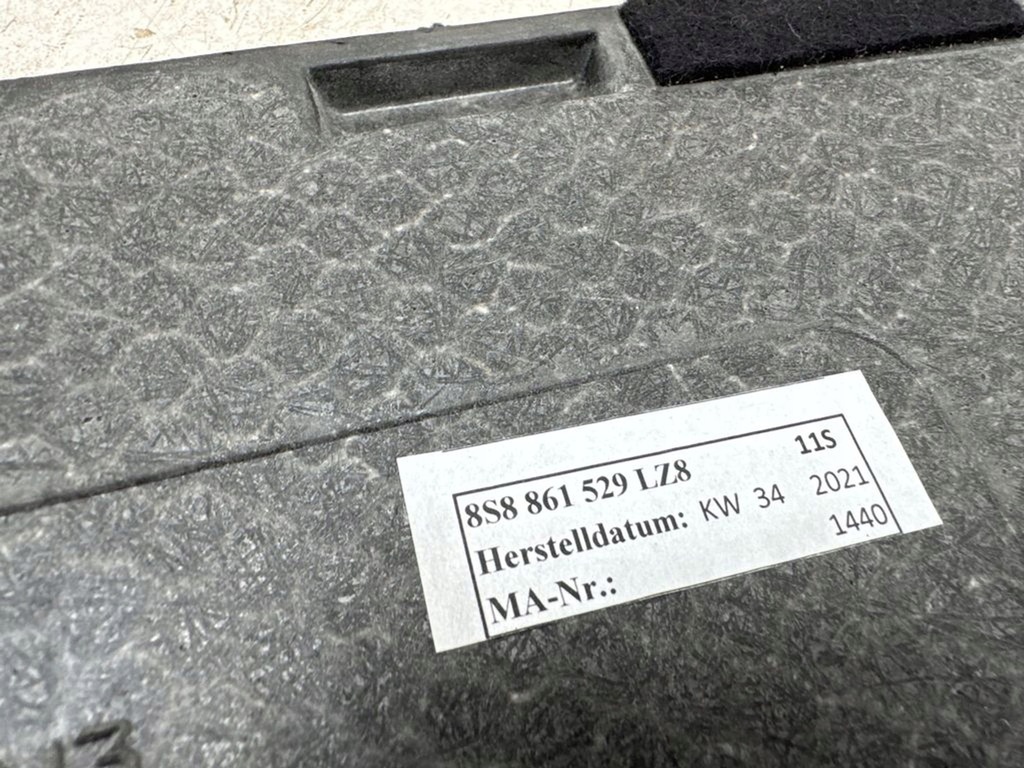 11S
8S8 861 529 LZ8
Herstelldatum: KW 34 2021
MA-Nr.: 1440